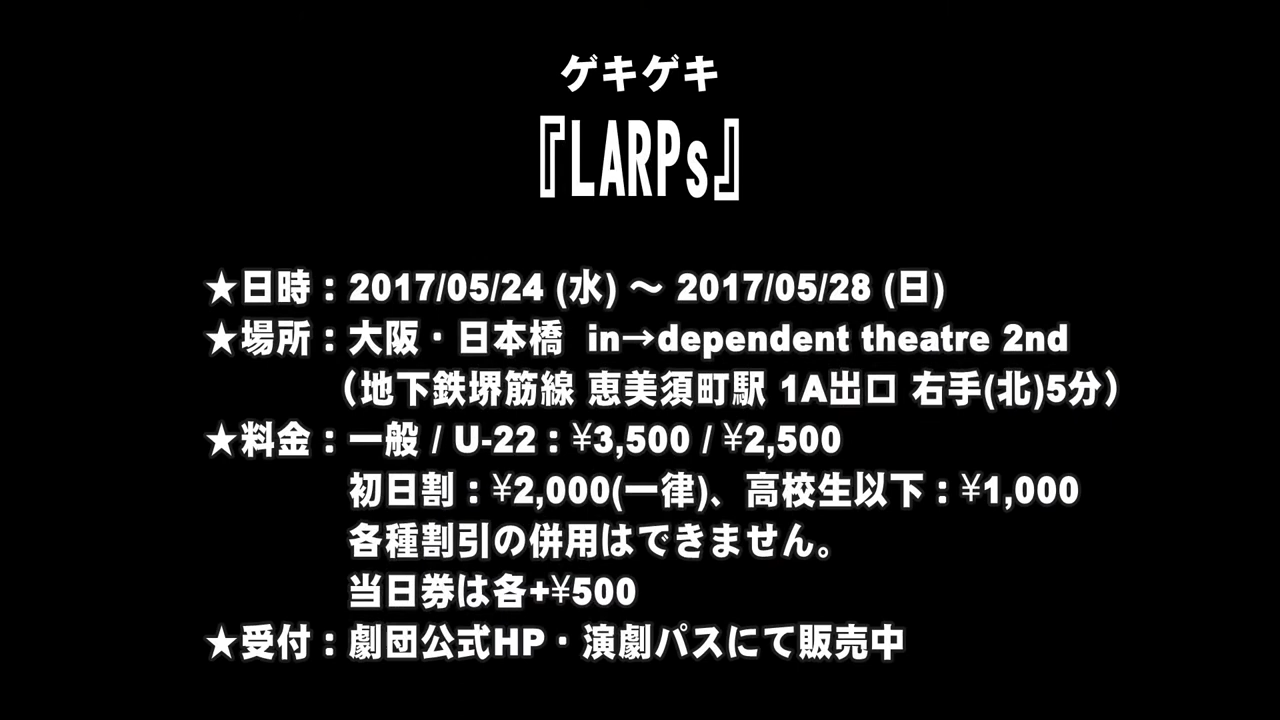 ゲキゲキ
『LARPs』
★日時：2017/05/24 (水) ～ 2017/05/28 (日)
★場所：大阪・日本橋 in→dependent theatre 2nd
（地下鉄堺筋線 恵美須町駅 1A出口 右手(北)5分）
★料金：一般 / U-22：¥3,500 / ¥2,500
初日割：¥2,000(一律)、高校生以下：¥1,000
各種割引の併用はできません。
当日券は各+¥500
★受付：劇団公式HP・演劇パスにて販売中